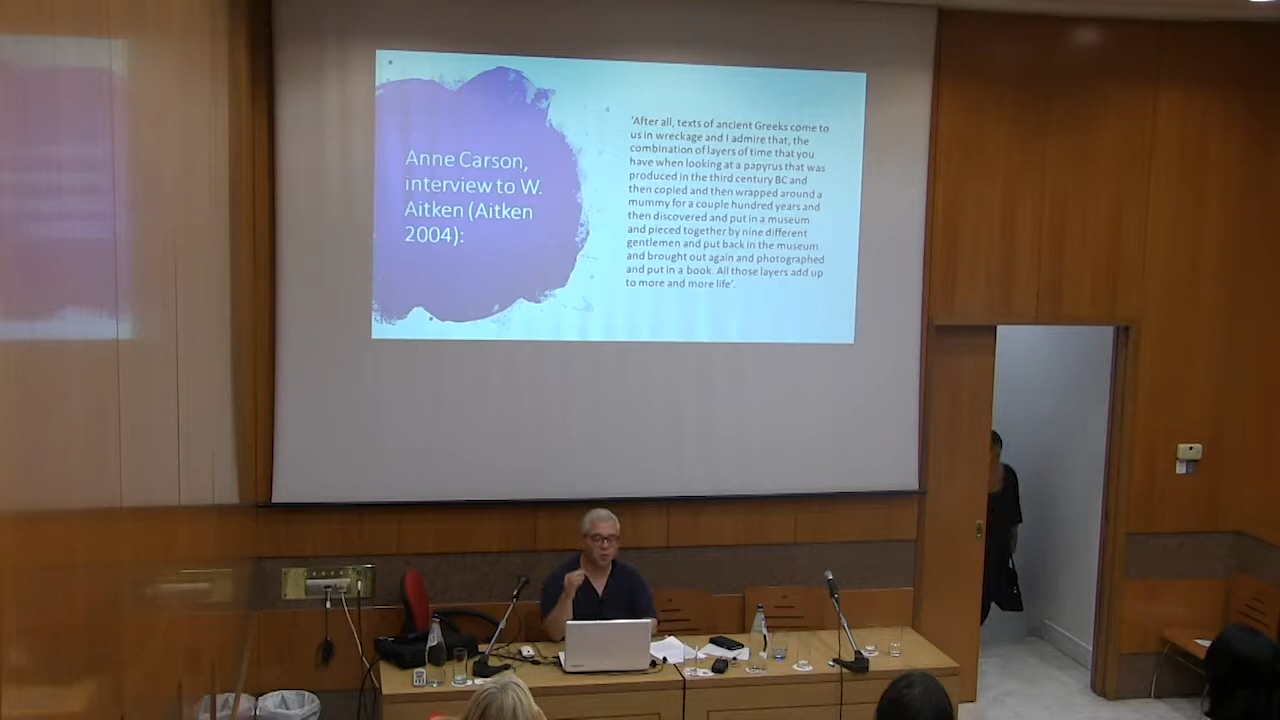 Anne Carson,
interview to W.
Aitken (Aitken
2004):
'After all, texts of ancient Greeks come to
us in wreckage and I admire that, the
combination of layers of time that you
have when looking at a papyrus that was
produced in the third century BC and
then copied and then wrapped around a
mummy for a couple hundred years and
then discovered and put in a museum
and pieced together by nine different
gentlemen and put back in the museum
and brought out again and photographed
and put in a book. All those layers add up
to more and more life'.